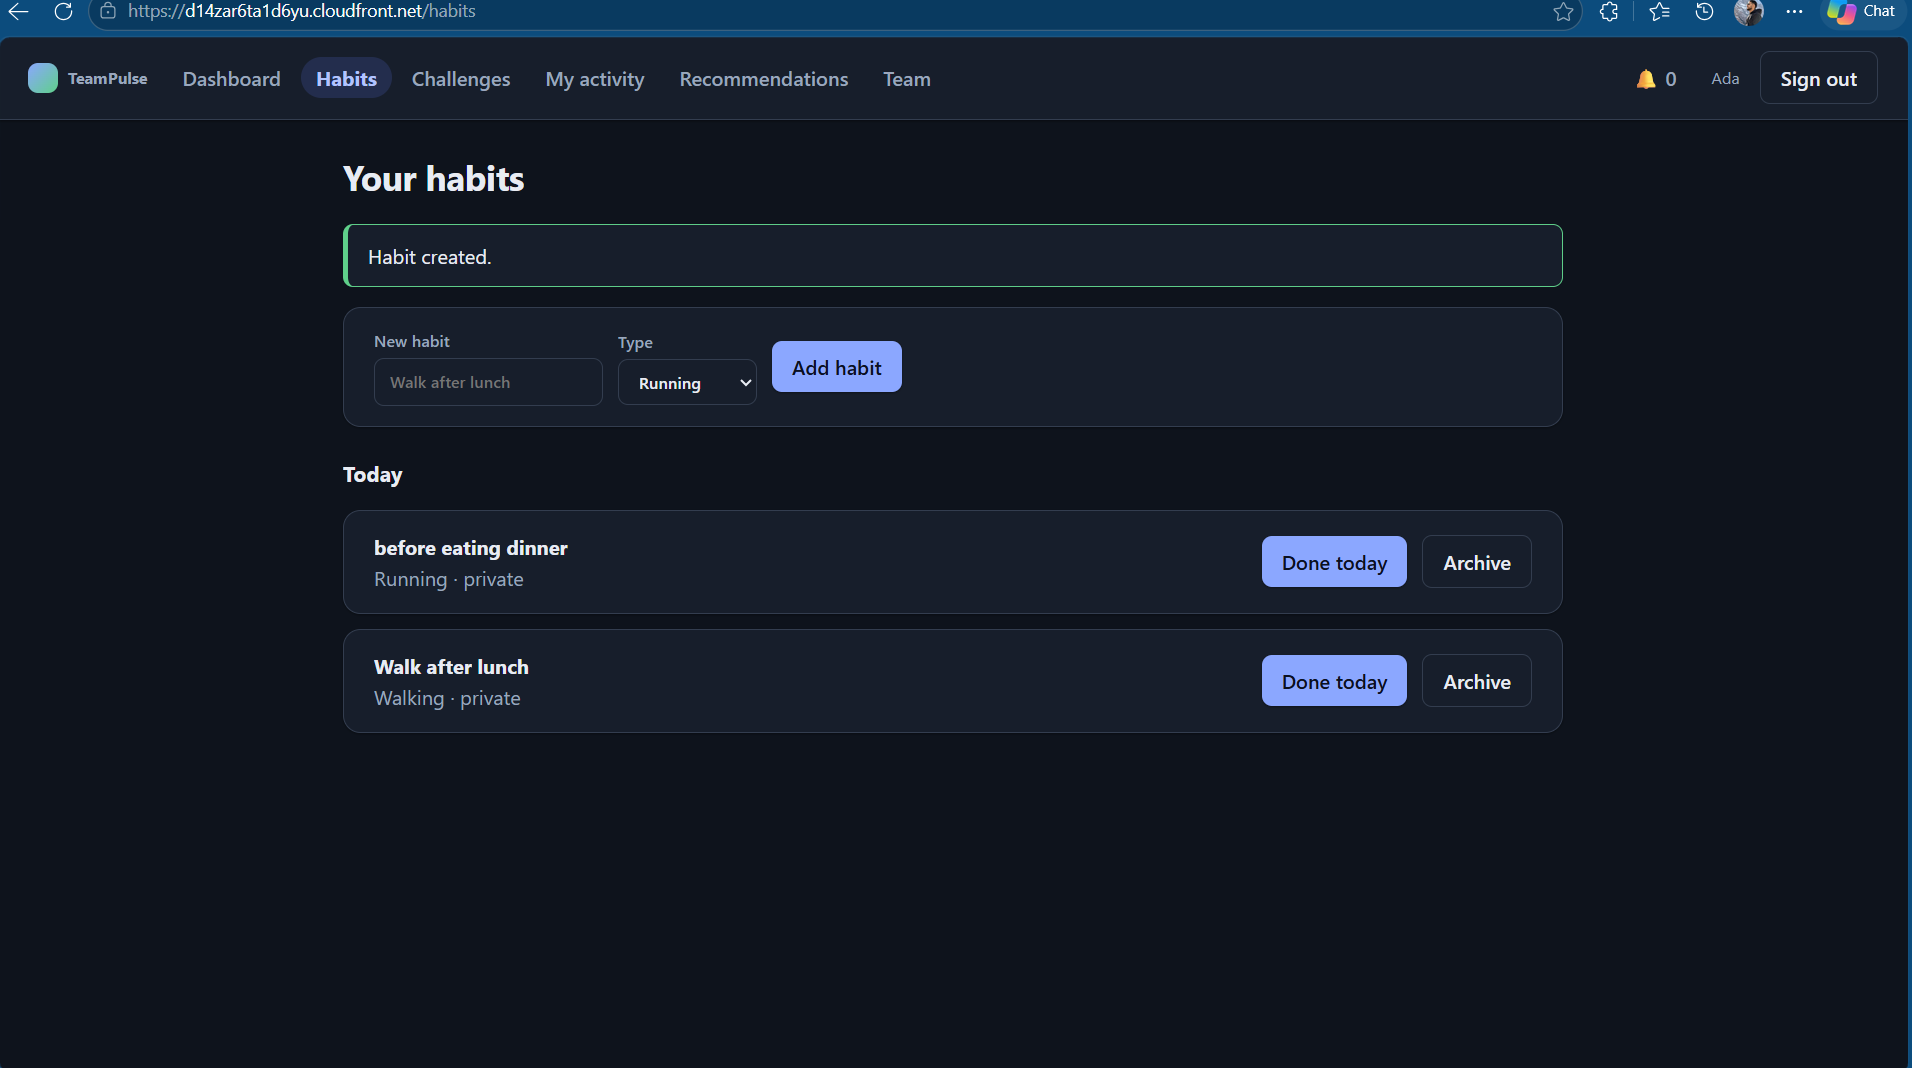 https://d14zar6ta1d6yu.cloudfront.net/habits
Chat
TeamPulse Dashboard Habits Challenges My activity Recommendations Team 🔔 0 Ada Sign out
Your habits
Habit created.
New habit Type
Walk after lunch Running Add habit
Today
before eating dinner
Running · private
Done today Archive
Walk after lunch
Walking · private
Done today Archive